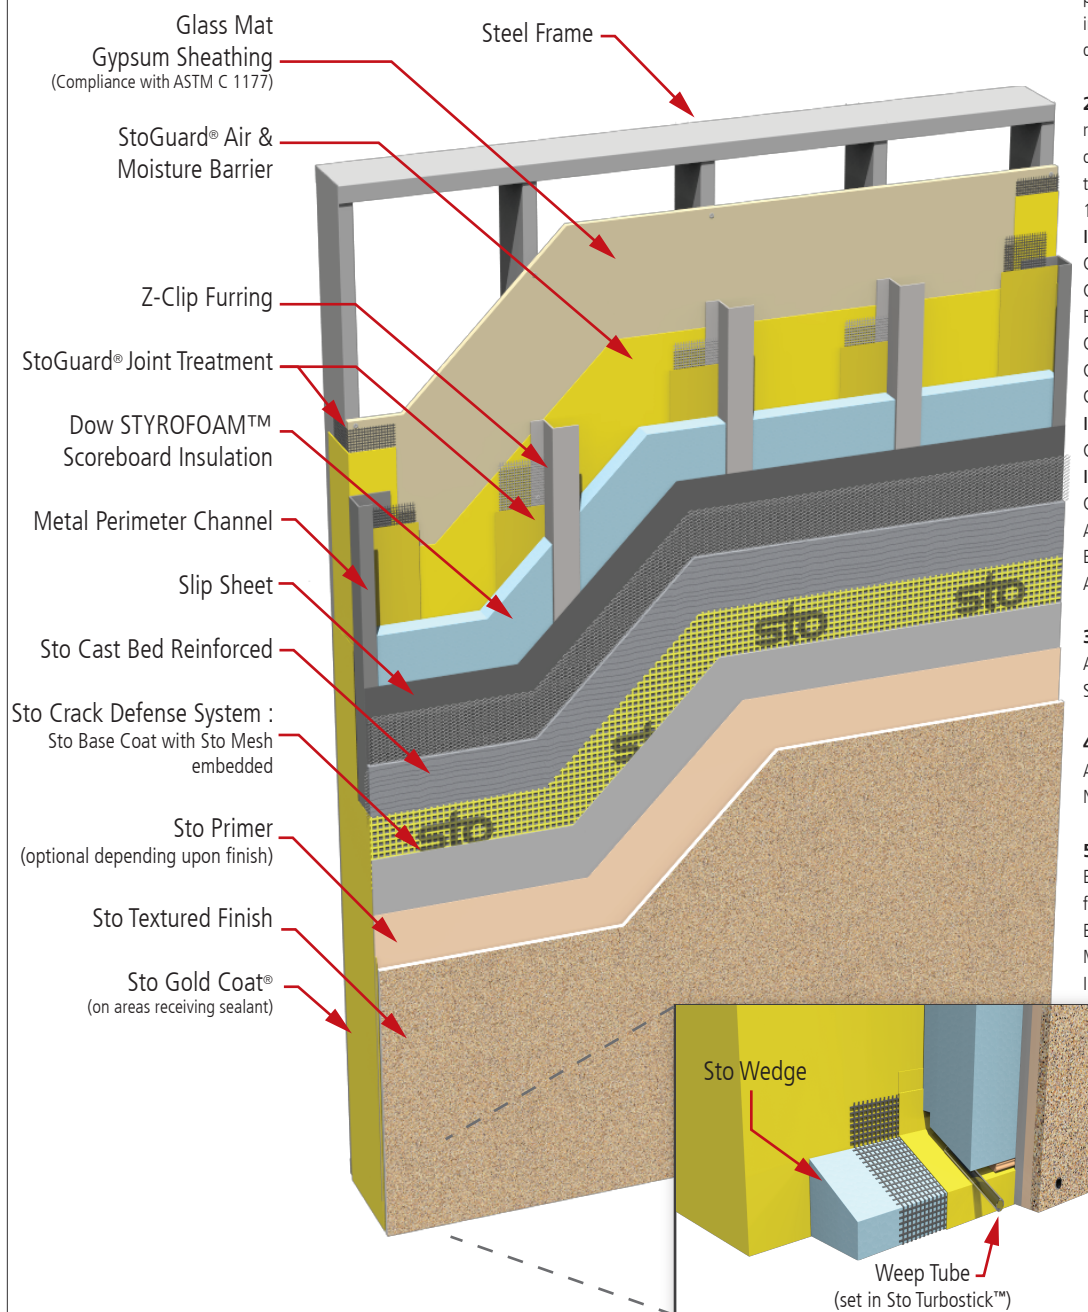 Glass Mat
Gypsum Sheathing
(Compliance with ASTM C 1177)
Steel Frame
StoGuard® Air &
Moisture Barrier
Z-Clip Furring
StoGuard® Joint Treatment
Dow STYROFOAM™
Scoreboard Insulation
Metal Perimeter Channel
Slip Sheet
Sto Cast Bed Reinforced
Sto Crack Defense System :
Sto Base Coat with Sto Mesh
embedded
Sto Primer
(optional depending upon finish)
Sto Textured Finish
Sto Gold Coat®
(on areas receiving sealant)
sto
sto
sto
Sto Wedge
Weep Tube
(set in Sto Turbostick™)